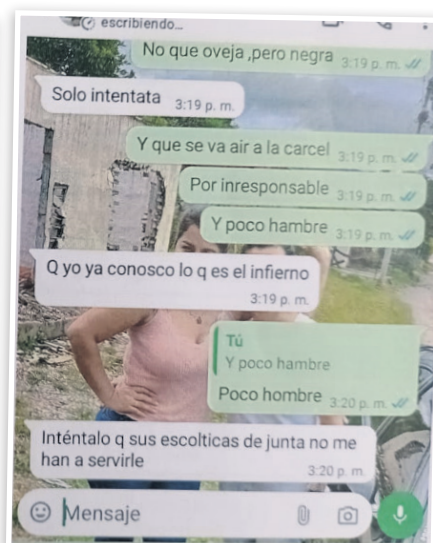 escribiendo...
No que oveja ,pero negra 3:19 p. m.
Solo intentata 3:19 p. m.
Y que se va air a la carcel 3:19 p. m.
Por inresponsable 3:19 p. m.
Y poco hambre 3:19 p. m.
Q yo ya conosco lo q es el infierno
3:19 p. m.
Tú
Y poco hambre
Poco hombre 3:20 p. m.
Inténtalo q sus escolticas de junta no me
han a servirle
3:20 p. m.
Mensaje